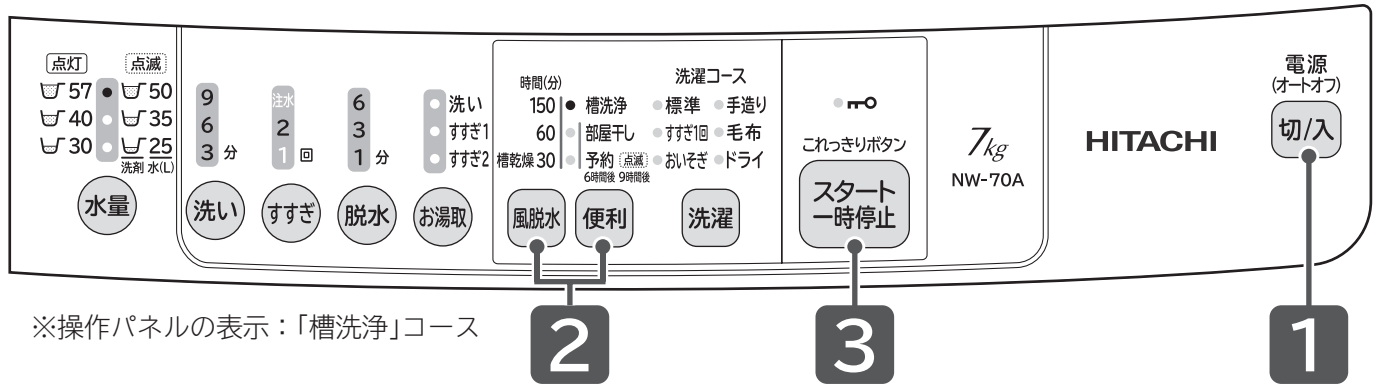 点灯 点滅
57 50
40 35
30 25
洗剤 水(L)
水量
9
6
3 分
洗い
注水
2
1 回
すすぎ
6
3
1 分
脱水
洗い
すすぎ1
すすぎ2
お湯取
時間(分)
150 槽洗浄
60 部屋干し
槽乾燥 30 予約 点滅
6時間後 9時間後
風脱水 便利
洗濯コース
標準 手造り
すすぎ1回 毛布
おいそぎ ドライ
洗濯
これっきりボタン
スタート
一時停止
7kg
NW-70A
HITACHI
電源
(オートオフ)
切/入
2
3
1
※操作パネルの表示：「槽洗浄」コース